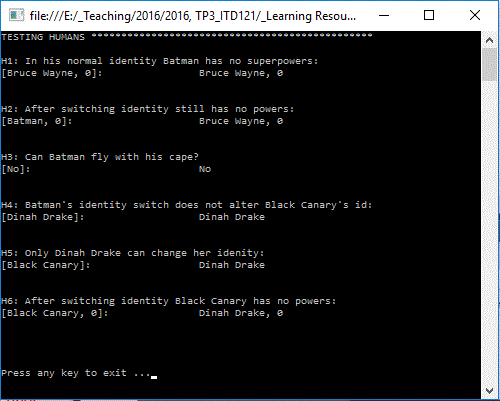 file:///E:/_Teaching/2016/2016, TP3_ITD121/_Learning Resou...
TESTING HUMANS ***********************************************
H1: In his normal identity Batman has no superpowers:
[Bruce Wayne, 0]: Bruce Wayne, 0
H2: After switching identity still has no powers:
[Batman, 0]: Bruce Wayne, 0
H3: Can Batman fly with his cape?
[No]: No
H4: Batman's identity switch does not alter Black Canary's id:
[Dinah Drake]: Dinah Drake
H5: Only Dinah Drake can change her idenity:
[Black Canary]: Dinah Drake
H6: After switching identity Black Canary has no powers:
[Black Canary, 0]: Dinah Drake, 0
Press any key to exit ...